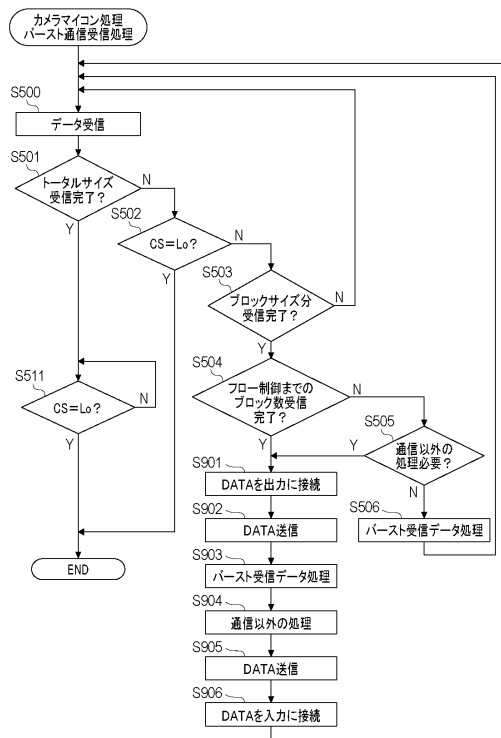 カメラマイコン処理
バースト通信受信処理
S500
データ受信
S501
トータルサイズ
受信完了？
N
Y
S502
CS=Lo？
N
Y
S503
ブロックサイズ分
受信完了？
N
Y
S504
フロー制御までの
ブロック数受信
完了？
N
Y
S505
通信以外の
処理必要？
Y
N
S506
バースト受信データ処理
S511
CS=Lo？
N
Y
END
S901
DATAを出力に接続
S902
DATA送信
S903
バースト受信データ処理
S904
通信以外の処理
S905
DATA送信
S906
DATAを入力に接続